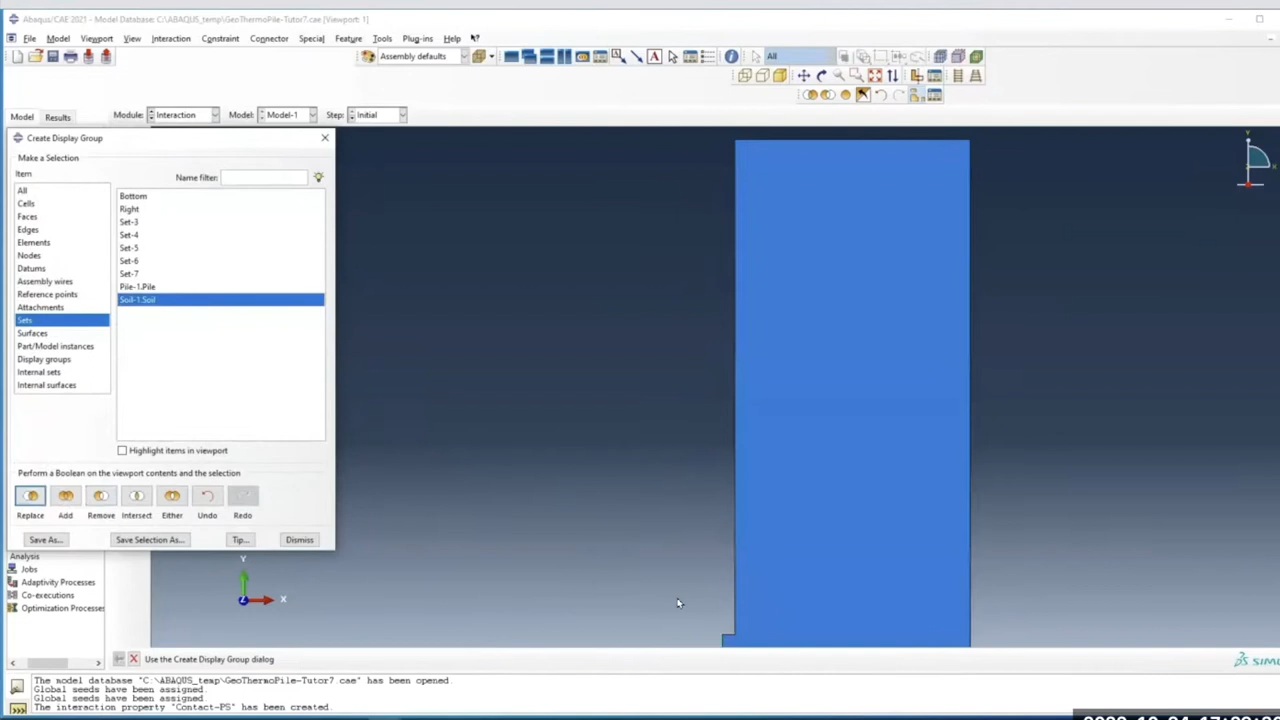 Abaqus/CAE 2021 - Model Database: C:\ABAQUS_temp\GeoThermoPile-Tutor7.cae [Viewport: 1]
File Model Viewport View Interaction Constraint Connector Special Feature Tools Plug-ins Help
Assembly defaults
All
Model Results
Module: Interaction Model: Model-1 Step: Initial
Create Display Group
Make a Selection
Item
Name filter:
All
Cells
Faces
Edges
Elements
Nodes
Datums
Assembly wires
Reference points
Attachments
Sets
Surfaces
Part/Model instances
Display groups
Internal sets
Internal surfaces
Bottom
Right
Set-3
Set-4
Set-5
Set-6
Set-7
Pile-1.Pile
Soil-1.Soil
Highlight items in viewport
Perform a Boolean on the viewport contents and the selection
Replace Add Remove Intersect Either Undo Redo
Save As... Save Selection As... Tip... Dismiss
Analysis
Jobs
Adaptivity Processes
Co-executions
Optimization Processes
Y
X
Z
Y
X
Use the Create Display Group dialog
The model database "C:\ABAQUS_temp\GeoThermoPile-Tutor7.cae" has been opened.
Global seeds have been assigned.
Global seeds have been assigned.
The interaction property "Contact-PS" has been created.